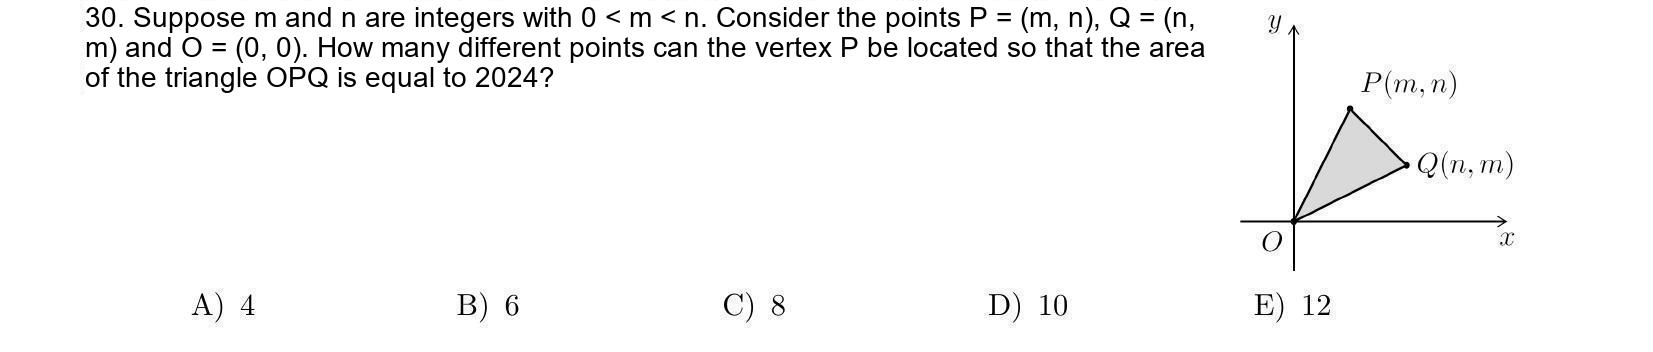 30. Suppose m and n are integers with 0 < m < n. Consider the points P = (m, n), Q = (n,
m) and O = (0, 0). How many different points can the vertex P be located so that the area
of the triangle OPQ is equal to 2024?
y
P(m, n)
Q(n, m)
O
x
A) 4 B) 6 C) 8 D) 10 E) 12